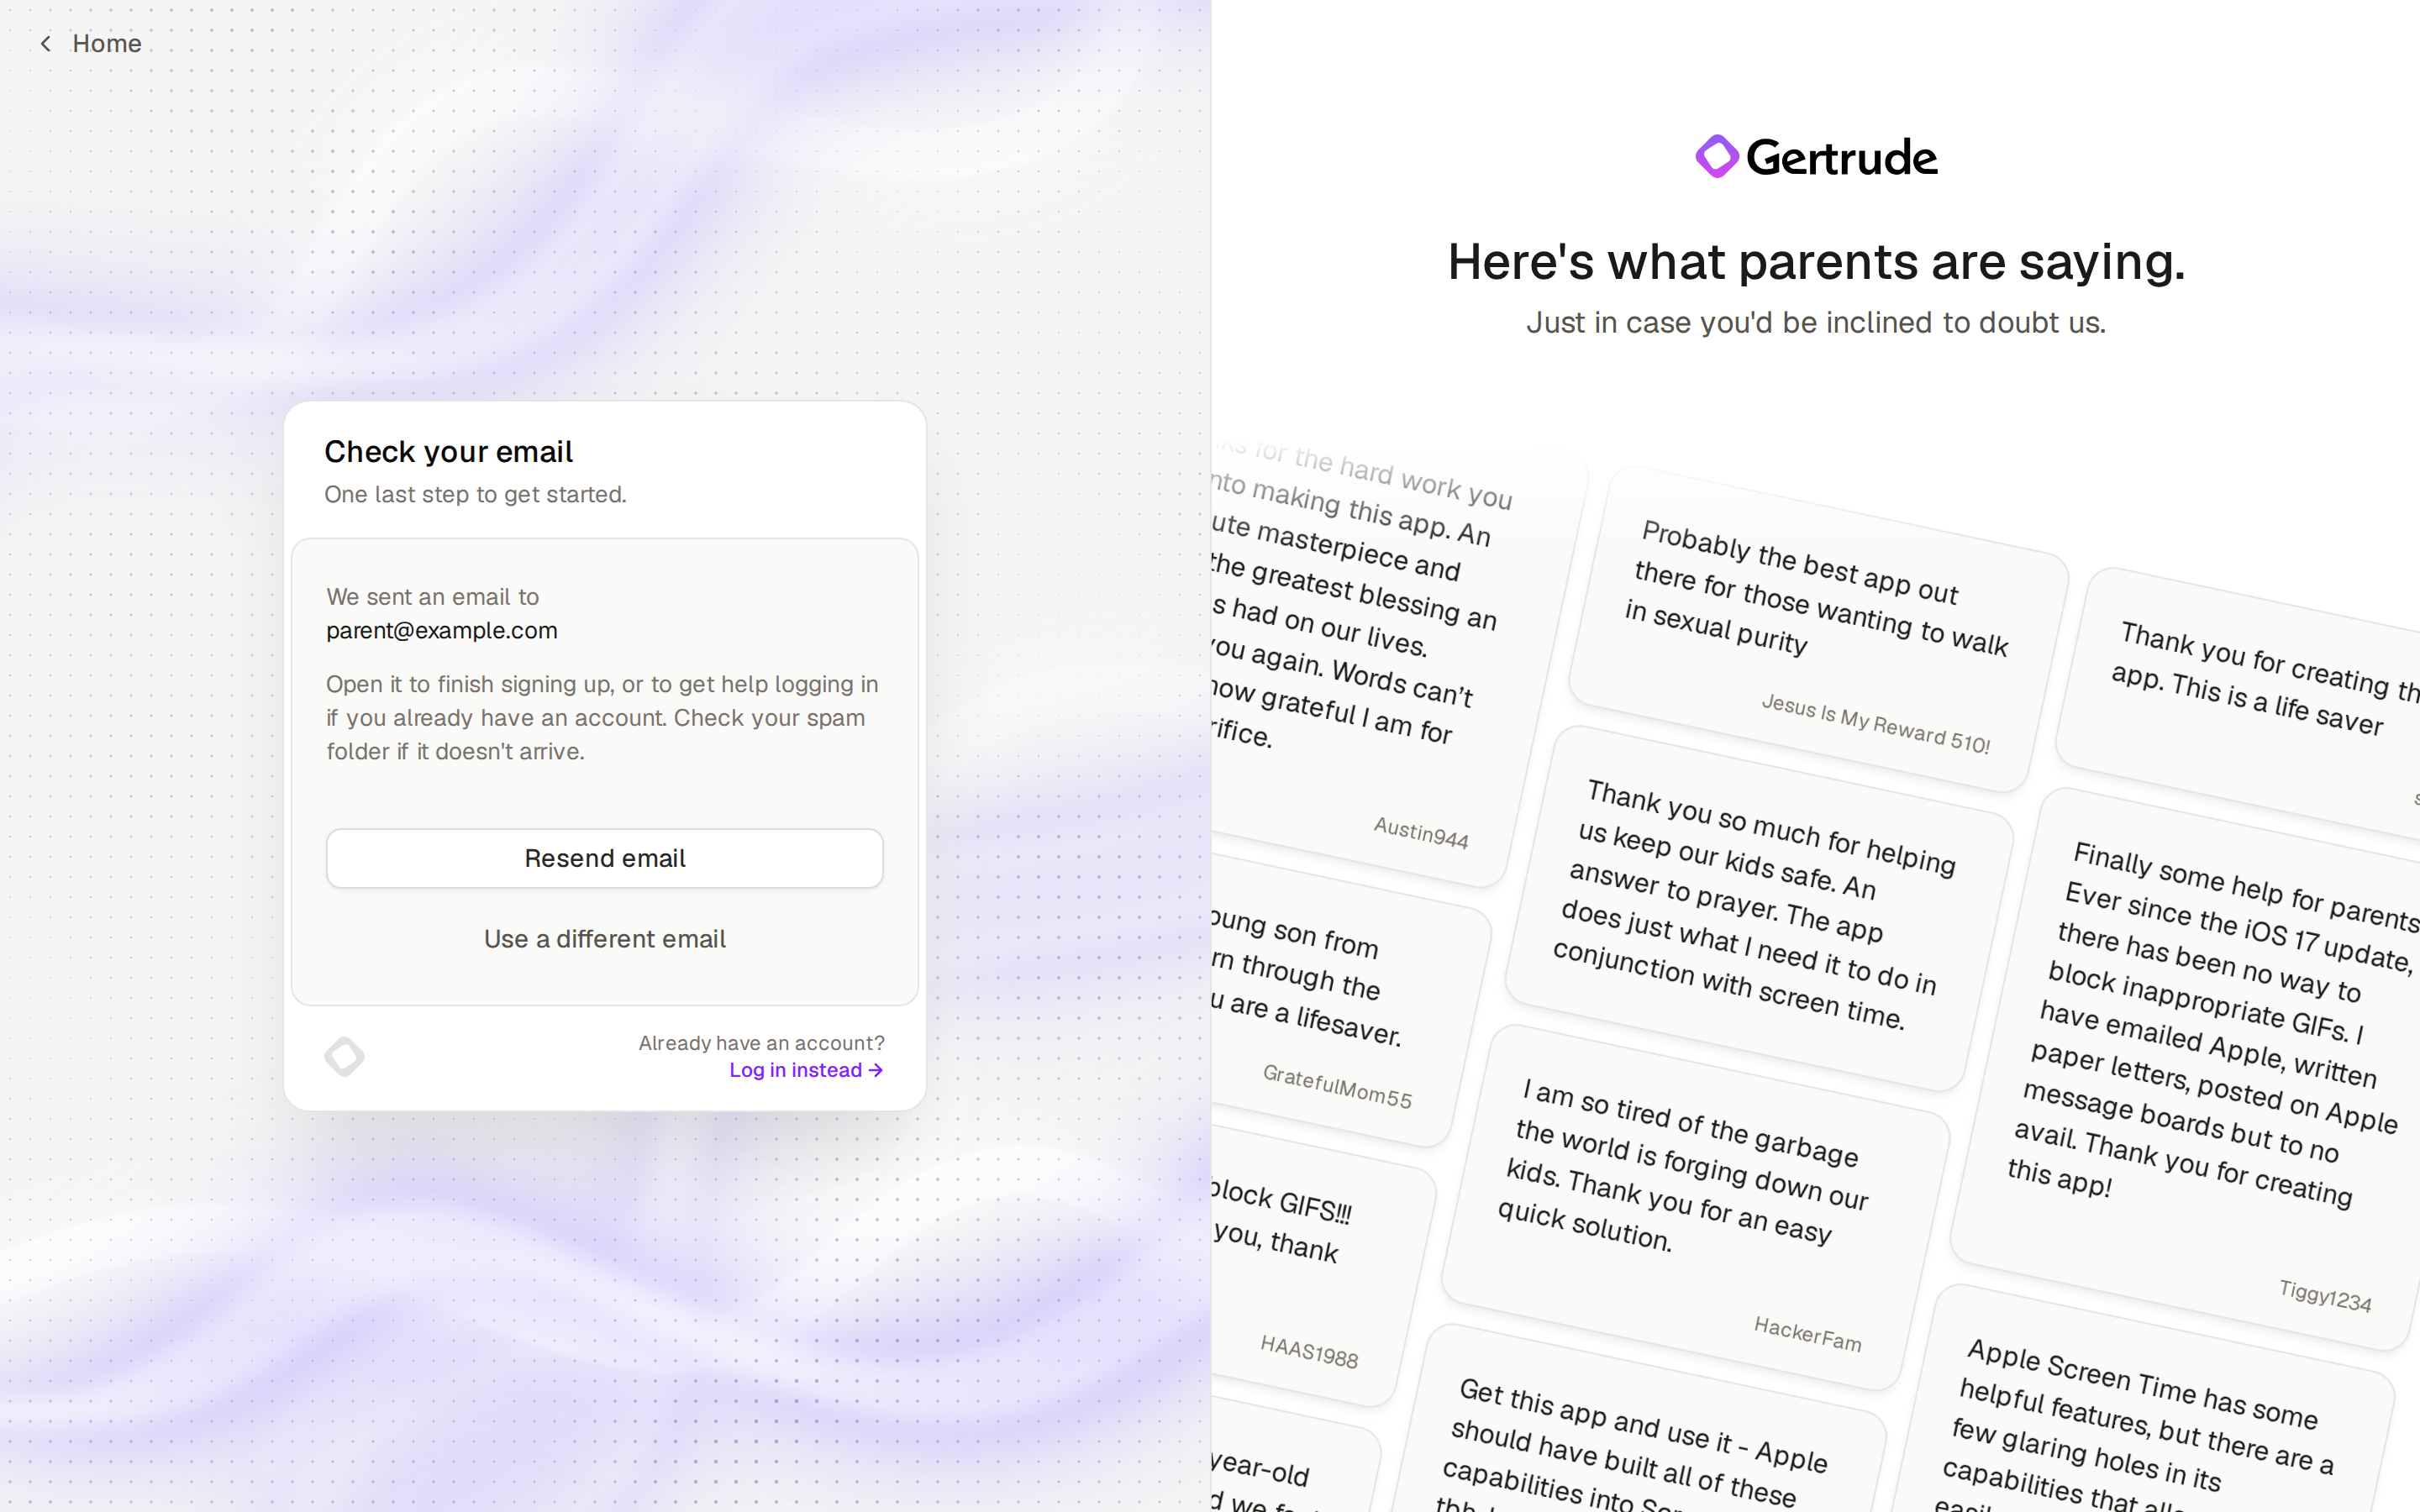 Home
Check your email
One last step to get started.
We sent an email to
parent@example.com
Open it to finish signing up, or to get help logging in
if you already have an account. Check your spam
folder if it doesn't arrive.
Resend email
Use a different email
Already have an account?
Log in instead →
Gertrude
Here's what parents are saying.
Just in case you'd be inclined to doubt us.
for the hard work you
making this app. An
masterpiece and
the greatest blessing an
had on our lives.
you again. Words can't
how grateful I am for
Austin944
son from
through the
are a lifesaver.
GratefulMom55
block GIFS!!!
you, thank
HAAS1988
year-old
we
Probably the best app out
there for those wanting to walk
in sexual purity
Jesus Is My Reward 510!
Thank you so much for helping
us keep our kids safe. An
answer to prayer. The app
does just what I need it to do in
conjunction with screen time.
I am so tired of the garbage
the world is forging down our
kids. Thank you for an easy
quick solution.
HackerFam
Get this app and use it - Apple
should have built all of these
capabilities into
Thank you for creating
app. This is a life saver
Finally some help for parents
Ever since the iOS 17 update,
there has been no way to
block inappropriate GIFs. I
have emailed Apple, written
paper letters, posted on Apple
message boards but to no
avail. Thank you for creating
this app!
Tiggy1234
Apple Screen Time has some
helpful features, but there are a
few glaring holes in its
capabilities that